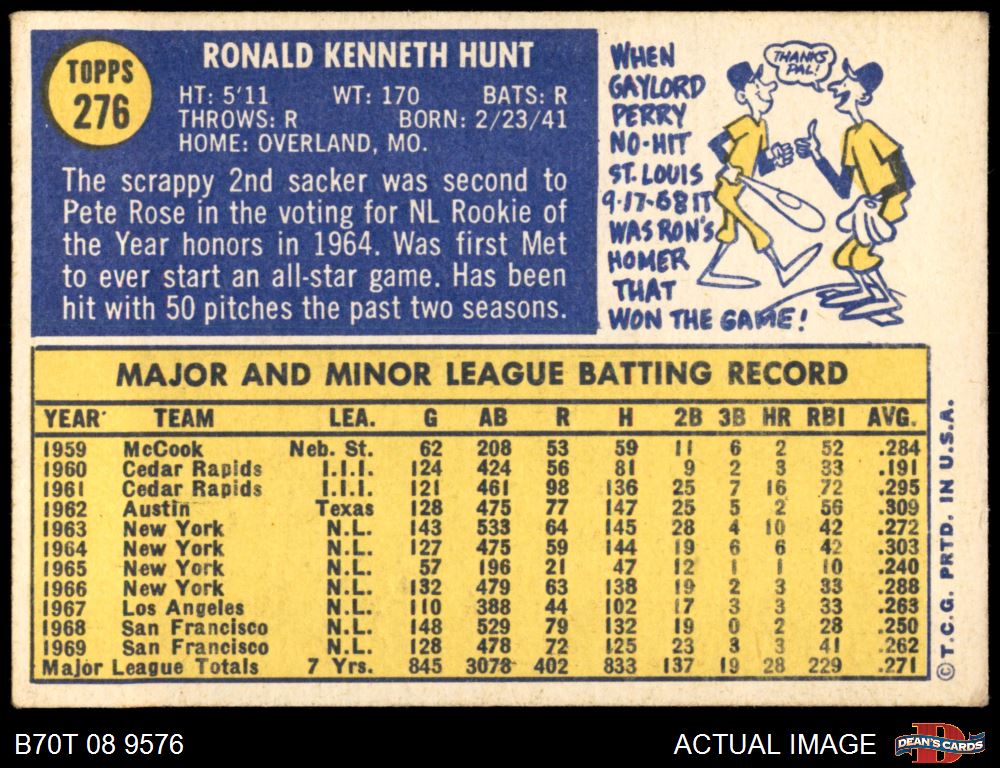 TOPPS
276
RONALD KENNETH HUNT
HT: 5'11 WT: 170 BATS: R
THROWS: R BORN: 2/23/41
HOME: OVERLAND, MO.
The scrappy 2nd sacker was second to
Pete Rose in the voting for NL Rookie of
the Year honors in 1964. Was first Met
to ever start an all-star game. Has been
hit with 50 pitches the past two seasons.
WHEN
GAYLORD
PERRY
NO-HIT
ST. LOUIS
9-17-68 IT
WAS RON'S
HOMER
THAT
WON THE GAME!
THANKS
PAL!
MAJOR AND MINOR LEAGUE BATTING RECORD
YEAR TEAM LEA. G AB R H 2B 3B HR RBI AVG.
1959 McCook Neb. St. 62 208 53 59 11 6 2 52 .284
1960 Cedar Rapids I.I.I. 124 424 56 81 9 2 3 33 .191
1961 Cedar Rapids I.I.I. 121 461 98 136 25 7 16 72 .295
1962 Austin Texas 128 475 77 147 25 5 2 56 .309
1963 New York N.L. 143 533 64 145 28 4 10 42 .272
1964 New York N.L. 127 475 59 144 19 6 6 42 .303
1965 New York N.L. 57 196 21 47 12 1 1 10 .240
1966 New York N.L. 132 479 63 138 19 2 3 33 .288
1967 Los Angeles N.L. 110 388 44 102 17 3 3 33 .263
1968 San Francisco N.L. 148 529 79 132 19 0 2 28 .250
1969 San Francisco N.L. 128 478 72 125 23 3 3 41 .262
Major League Totals 7 Yrs. 845 3078 402 833 137 19 28 229 .271
© T.C.G. PRTD. IN U.S.A.
B70T 08 9576
ACTUAL IMAGE
D
DEAN'S CARDS